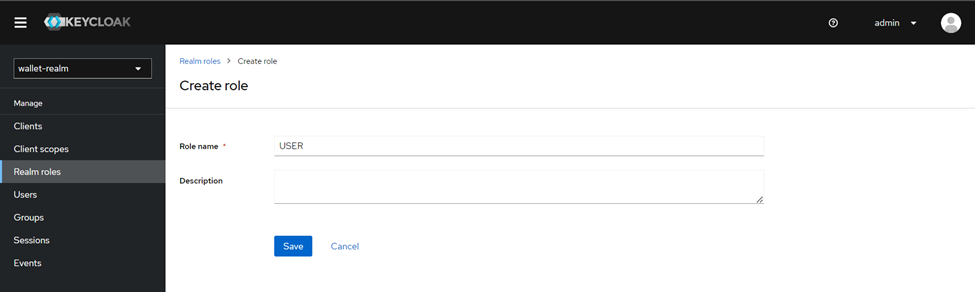 KEYCLOAK
admin
wallet-realm
Manage
Clients
Client scopes
Realm roles
Users
Groups
Sessions
Events
Realm roles > Create role
Create role
Role name *
USER
Description
Save
Cancel